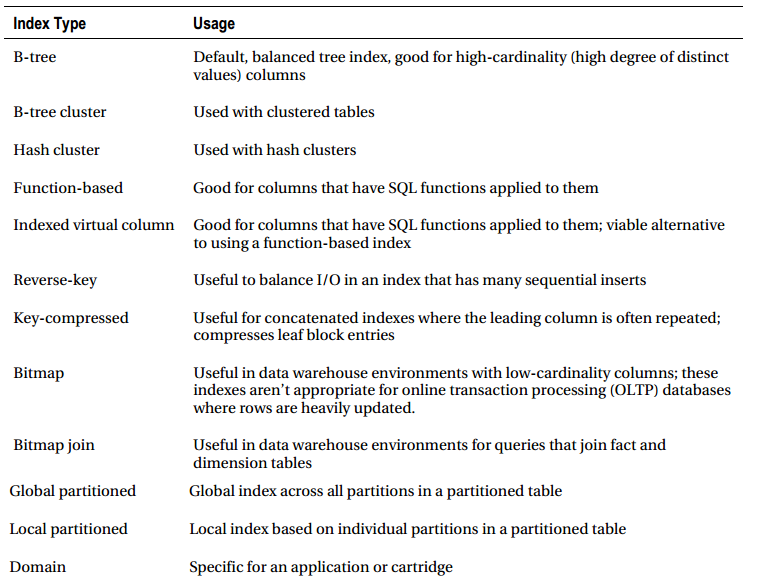 Index Type Usage
B-tree Default, balanced tree index, good for high-cardinality (high degree of distinct
values) columns
B-tree cluster Used with clustered tables
Hash cluster Used with hash clusters
Function-based Good for columns that have SQL functions applied to them
Indexed virtual column Good for columns that have SQL functions applied to them; viable alternative
to using a function-based index
Reverse-key Useful to balance I/O in an index that has many sequential inserts
Key-compressed Useful for concatenated indexes where the leading column is often repeated;
compresses leaf block entries
Bitmap Useful in data warehouse environments with low-cardinality columns; these
indexes aren’t appropriate for online transaction processing (OLTP) databases
where rows are heavily updated.
Bitmap join Useful in data warehouse environments for queries that join fact and
dimension tables
Global partitioned Global index across all partitions in a partitioned table
Local partitioned Local index based on individual partitions in a partitioned table
Domain Specific for an application or cartridge